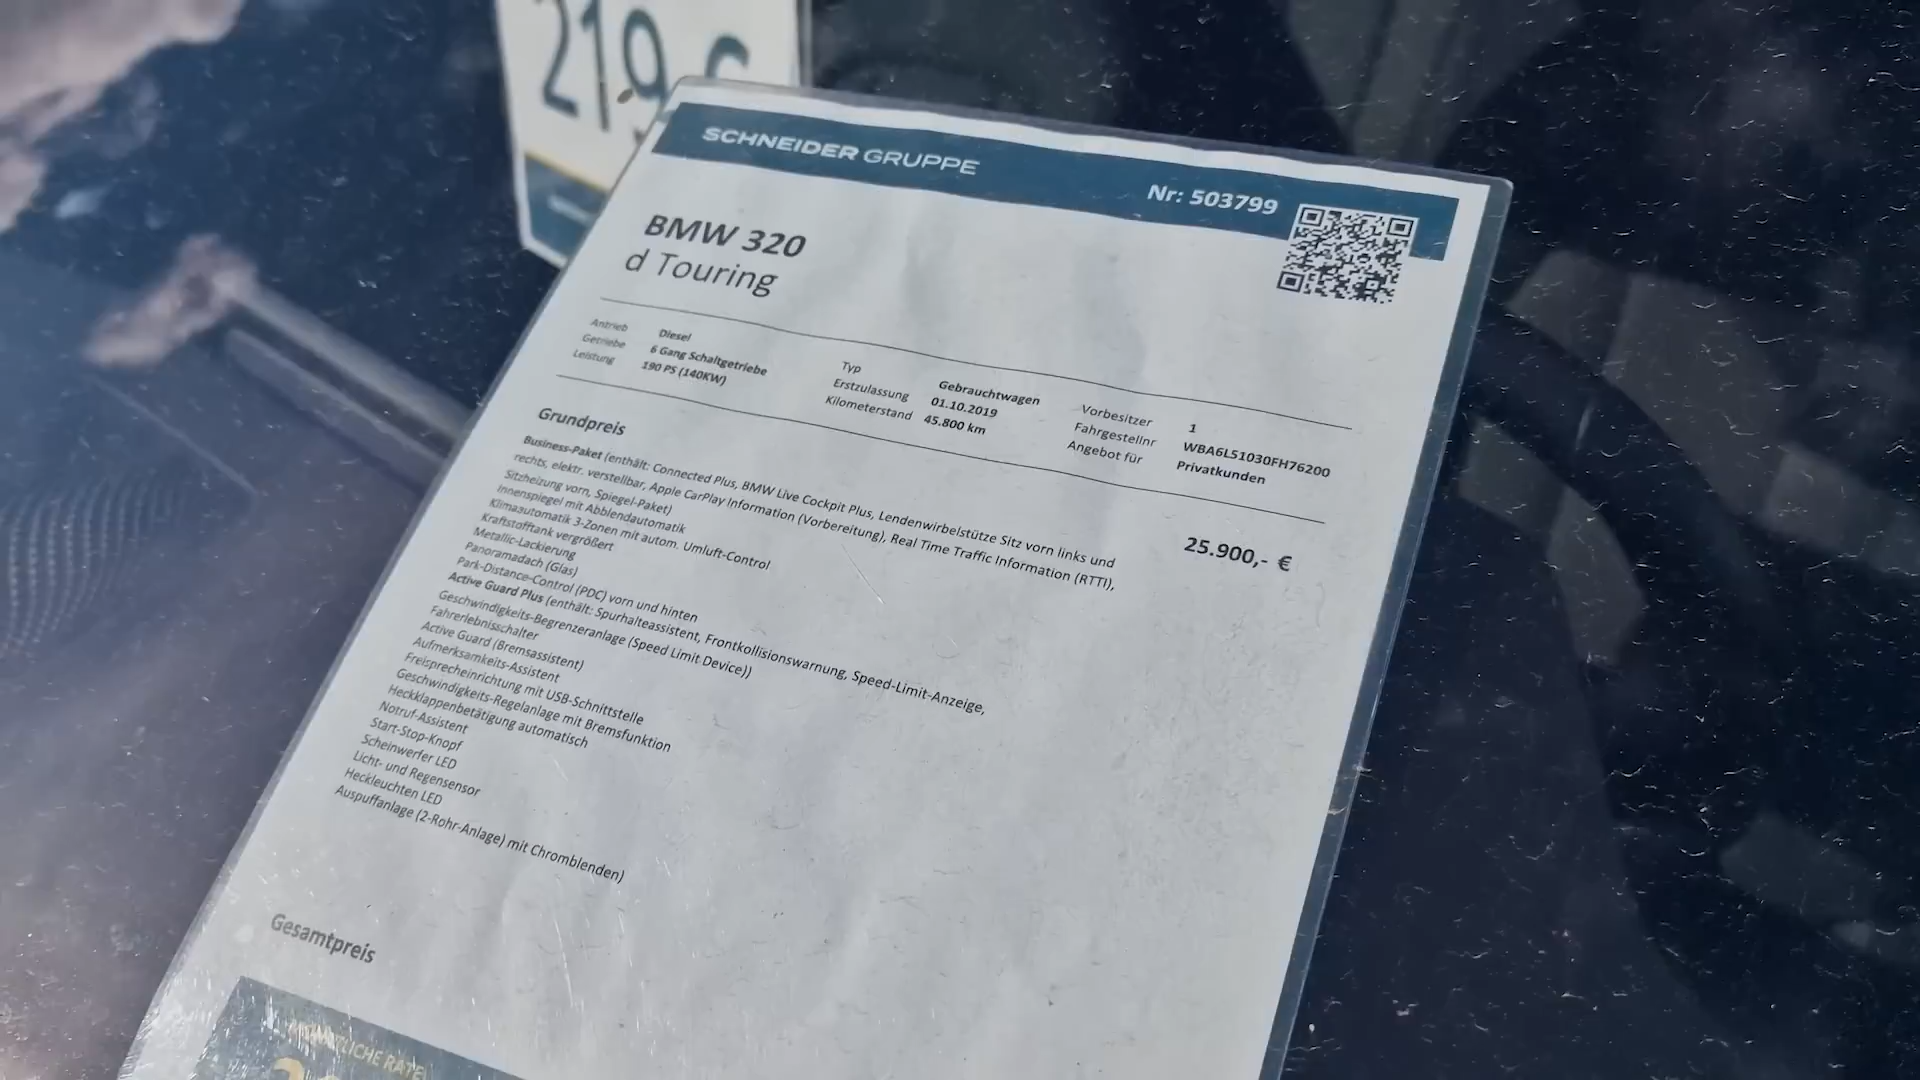 219 €
SCHNEIDER GRUPPE
Nr: 503799
BMW 320
d Touring
Antrieb Diesel
Getriebe 6 Gang Schaltgetriebe
Leistung 190 PS (140KW)
Typ Gebrauchtwagen
Erstzulassung 01.10.2019
Kilometerstand 45.800 km
Vorbesitzer 1
Fahrgestellnr WBA6L51030FH76200
Angebot für Privatkunden
Grundpreis 25.900,- €
Business-Paket (enthält: Connected Plus, BMW Live Cockpit Plus, Lendenwirbelstütze Sitz vorn links und
rechts, elektr. verstellbar, Apple CarPlay Information (Vorbereitung), Real Time Traffic Information (RTTI),
Sitzheizung vorn, Spiegel-Paket)
Innenspiegel mit Abblendautomatik
Klimaautomatik 3-Zonen mit autom. Umluft-Control
Kraftstofftank vergrößert
Metallic-Lackierung
Panoramadach (Glas)
Park-Distance-Control (PDC) vorn und hinten
Active Guard Plus (enthält: Spurhalteassistent, Frontkollisionswarnung, Speed-Limit-Anzeige,
Geschwindigkeits-Begrenzeranlage (Speed Limit Device))
Fahrerlebnisschalter
Active Guard (Bremsassistent)
Aufmerksamkeits-Assistent
Freisprecheinrichtung mit USB-Schnittstelle
Geschwindigkeits-Regelanlage mit Bremsfunktion
Heckklappenbetätigung automatisch
Notruf-Assistent
Start-Stop-Knopf
Scheinwerfer LED
Licht- und Regensensor
Heckleuchten LED
Auspuffanlage (2-Rohr-Anlage) mit Chromblenden)
Gesamtpreis
RATE